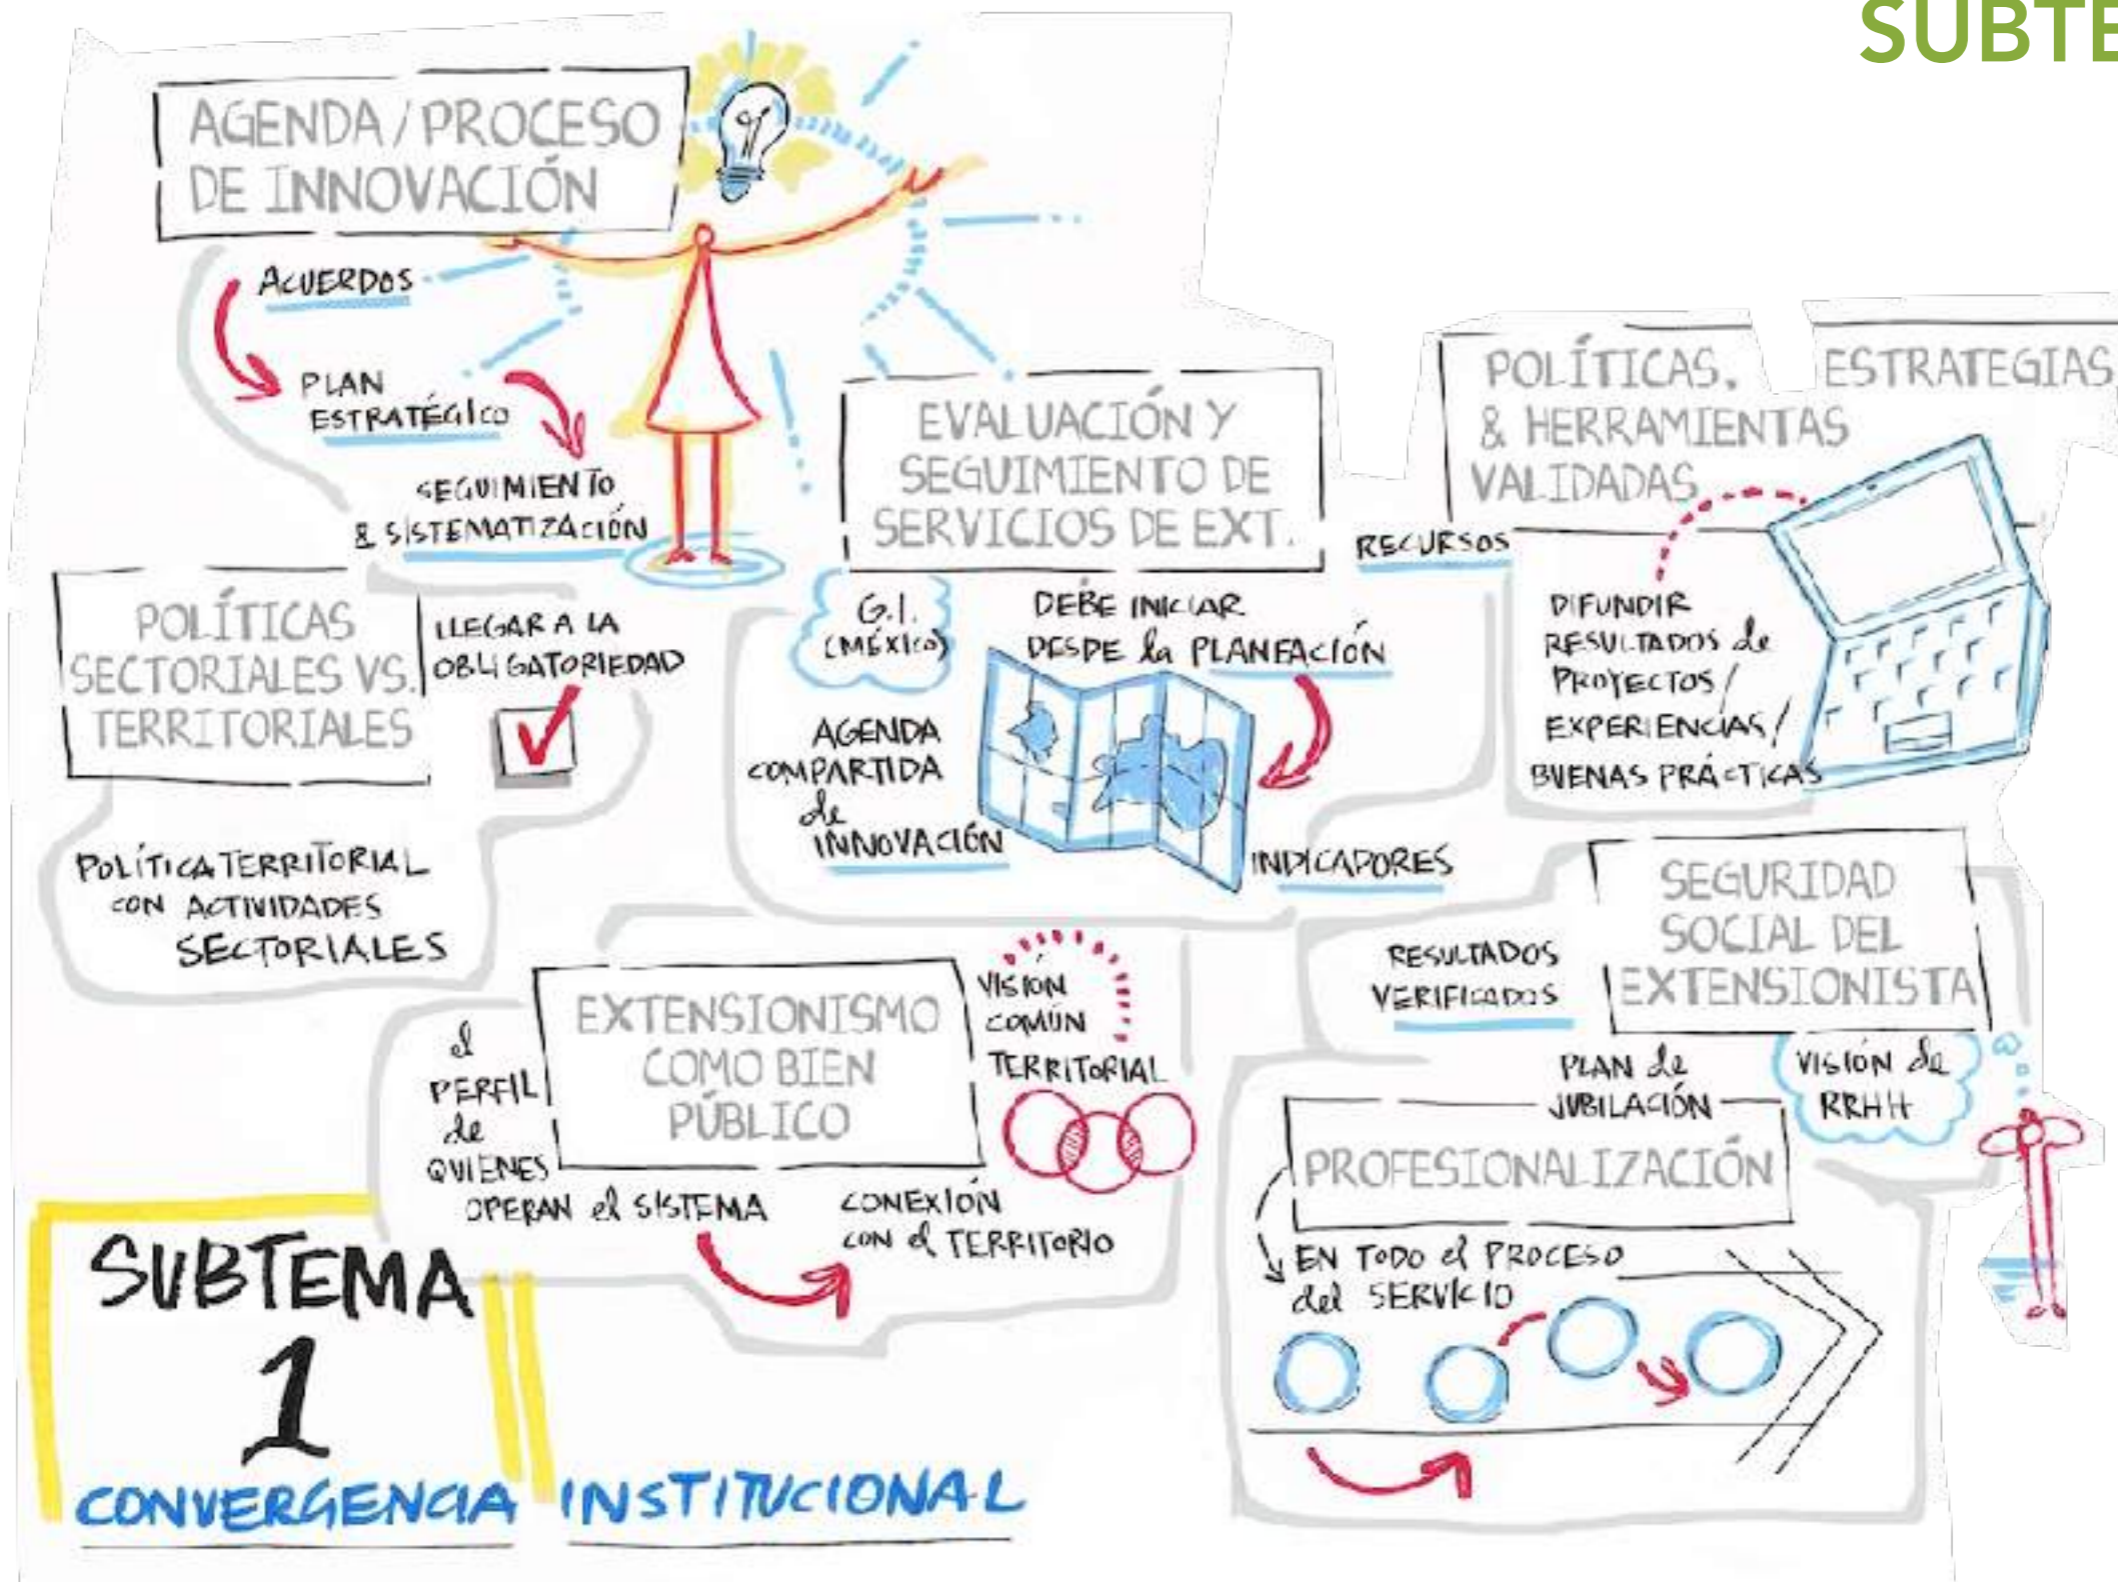 SUBTE
AGENDA/PROCESO
DE INNOVACIÓN
ACUERDOS
PLAN
ESTRATÉGICO
SEGUIMIENTO
& SISTEMATIZACIÓN
EVALUACIÓN Y
SEGUIMIENTO DE
SERVICIOS DE EXT.
G.I.
(MÉXICO)
DEBE INICIAR
DESDE la PLANEACIÓN
AGENDA
COMPARTIDA
de
INNOVACIÓN
INDICADORES
RECURSOS
POLÍTICAS, ESTRATEGIAS
& HERRAMIENTAS
VALIDADAS
DIFUNDIR
RESULTADOS de
PROYECTOS/
EXPERIENCIAS/
BUENAS PRÁCTICAS
POLÍTICAS
SECTORIALES VS.
TERRITORIALES
LLEGAR A LA
OBLIGATORIEDAD
POLÍTICA TERRITORIAL
CON ACTIVIDADES
SECTORIALES
EXTENSIONISMO
COMO BIEN
PÚBLICO
el
PERFIL
de
QUIENES
OPERAN el SISTEMA
CONEXIÓN
CON el TERRITORIO
VISIÓN
COMÚN
TERRITORIAL
SEGURIDAD
SOCIAL DEL
EXTENSIONISTA
RESULTADOS
VERIFICADOS
PLAN de
JUBILACIÓN
VISIÓN de
RRHH
PROFESIONALIZACIÓN
EN TODO el PROCESO
del SERVICIO
SUBTEMA
1
CONVERGENCIA INSTITUCIONAL